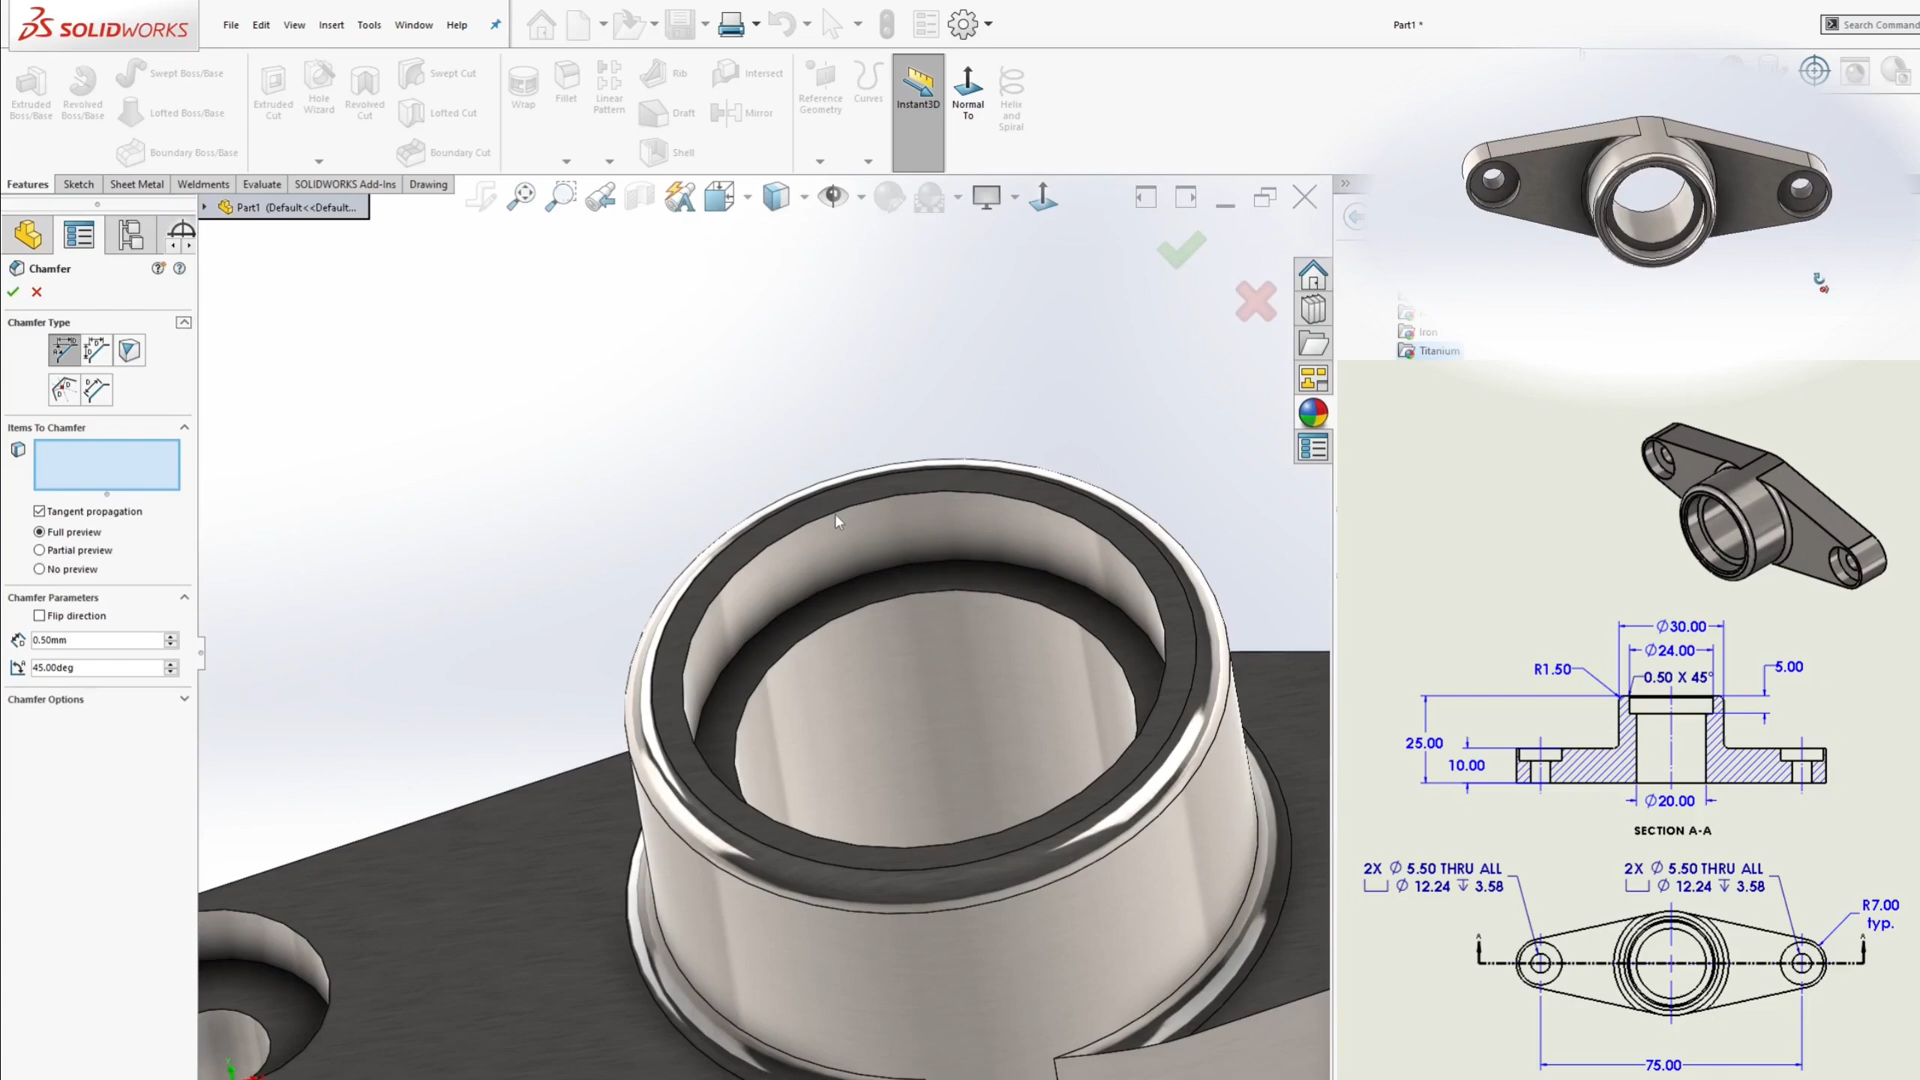 SOLIDWORKS
File Edit View Insert Tools Window Help
Part1 *
Search Command
Extruded Boss/Base
Revolved Boss/Base
Swept Boss/Base
Lofted Boss/Base
Boundary Boss/Base
Extruded Cut
Hole Wizard
Revolved Cut
Swept Cut
Lofted Cut
Boundary Cut
Wrap
Fillet
Linear Pattern
Rib
Draft
Shell
Intersect
Mirror
Reference Geometry
Curves
Instant3D
Normal To
Helix and Spiral
Features Sketch Sheet Metal Weldments Evaluate SOLIDWORKS Add-Ins Drawing
Part1 (Default<<Default...
Chamfer
Chamfer Type
Items To Chamfer
Tangent propagation
Full preview
Partial preview
No preview
Chamfer Parameters
Flip direction
0.50mm
45.00deg
Chamfer Options
Iron
Titanium
Ø30.00
Ø24.00
R1.50
0.50 X 45°
5.00
25.00
10.00
Ø20.00
SECTION A-A
2X Ø 5.50 THRU ALL
⌴ Ø 12.24 ↧ 3.58
2X Ø 5.50 THRU ALL
⌴ Ø 12.24 ↧ 3.58
R7.00
typ.
A
A
75.00